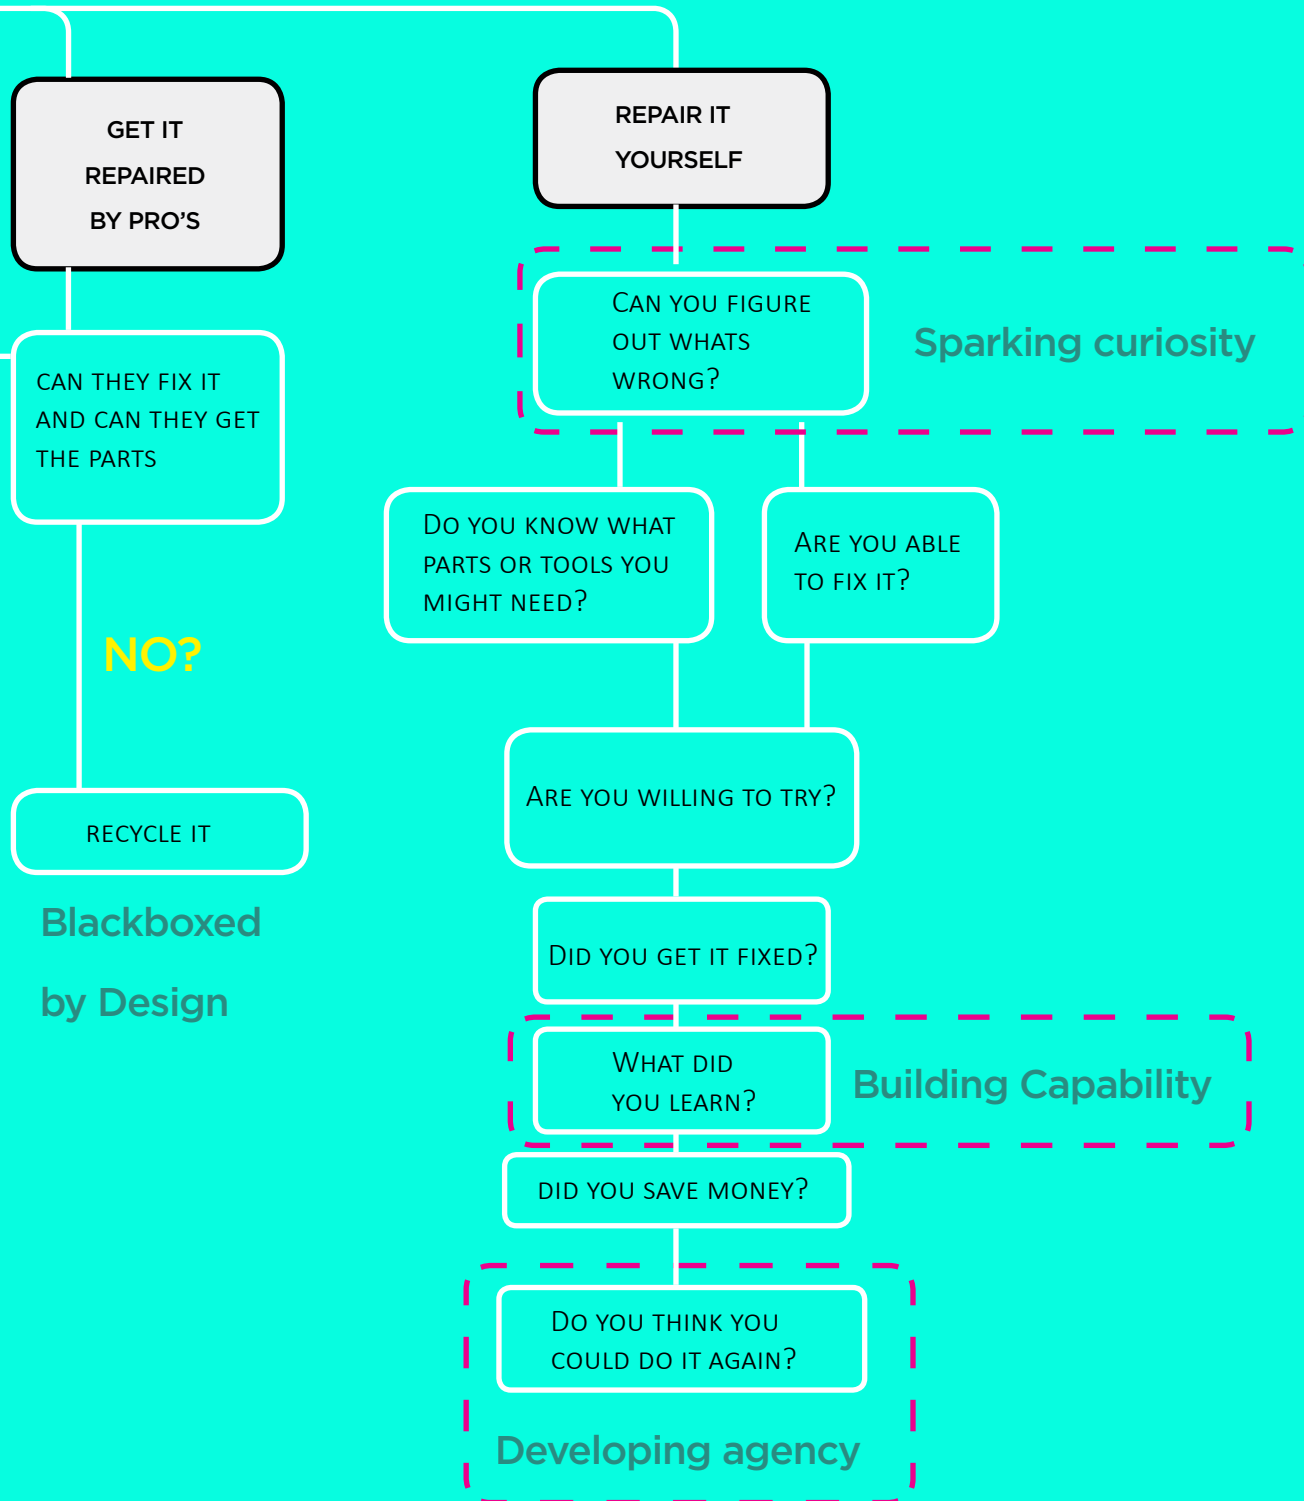 GET IT
REPAIRED
BY PRO'S
CAN THEY FIX IT
AND CAN THEY GET
THE PARTS
NO?
RECYCLE IT
Blackboxed
by Design
REPAIR IT
YOURSELF
CAN YOU FIGURE
OUT WHATS
WRONG?
Sparking curiosity
DO YOU KNOW WHAT
PARTS OR TOOLS YOU
MIGHT NEED?
ARE YOU ABLE
TO FIX IT?
ARE YOU WILLING TO TRY?
DID YOU GET IT FIXED?
WHAT DID
YOU LEARN?
Building Capability
DID YOU SAVE MONEY?
DO YOU THINK YOU
COULD DO IT AGAIN?
Developing agency